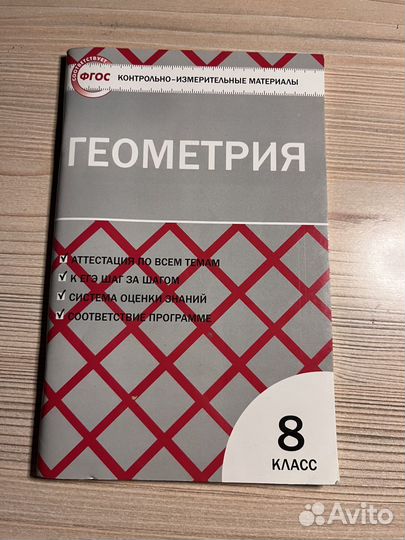 СООТВЕТСТВУЕТ
ФГОС
КОНТРОЛЬНО-ИЗМЕРИТЕЛЬНЫЕ МАТЕРИАЛЫ
ГЕОМЕТРИЯ
АТТЕСТАЦИЯ ПО ВСЕМ ТЕМАМ
К ЕГЭ ШАГ ЗА ШАГОМ
СИСТЕМА ОЦЕНКИ ЗНАНИЙ
СООТВЕТСТВИЕ ПРОГРАММЕ
8
КЛАСС
Avito